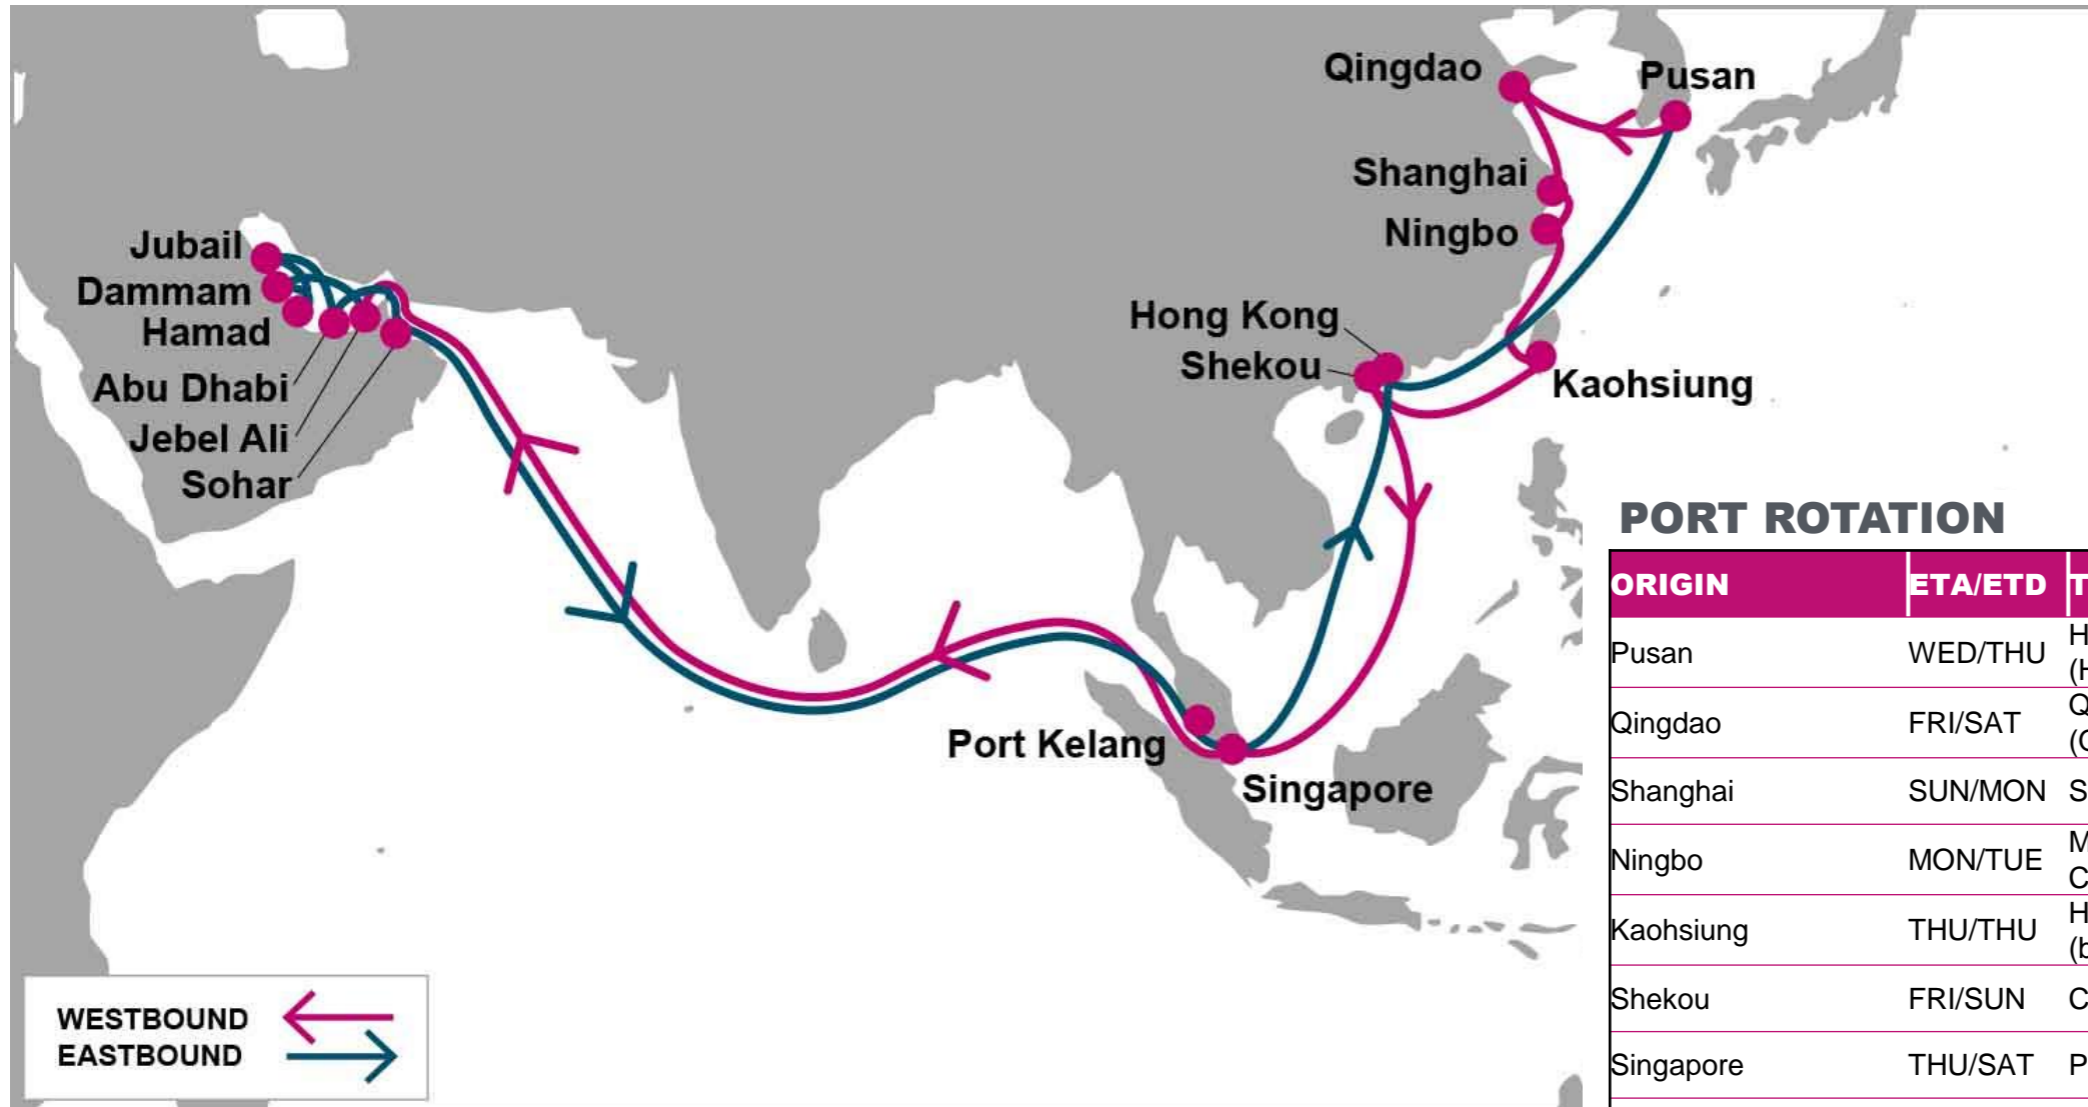 Qingdao
Pusan
Shanghai
Ningbo
Jubail
Dammam
Hamad
Abu Dhabi
Jebel Ali
Sohar
Hong Kong
Shekou
Kaohsiung
Port Kelang
Singapore
WESTBOUND
EASTBOUND
PORT ROTATION
ORIGIN ETA/ETD
Pusan WED/THU
Qingdao FRI/SAT
Shanghai SUN/MON
Ningbo MON/TUE
Kaohsiung THU/THU
Shekou FRI/SUN
Singapore THU/SAT